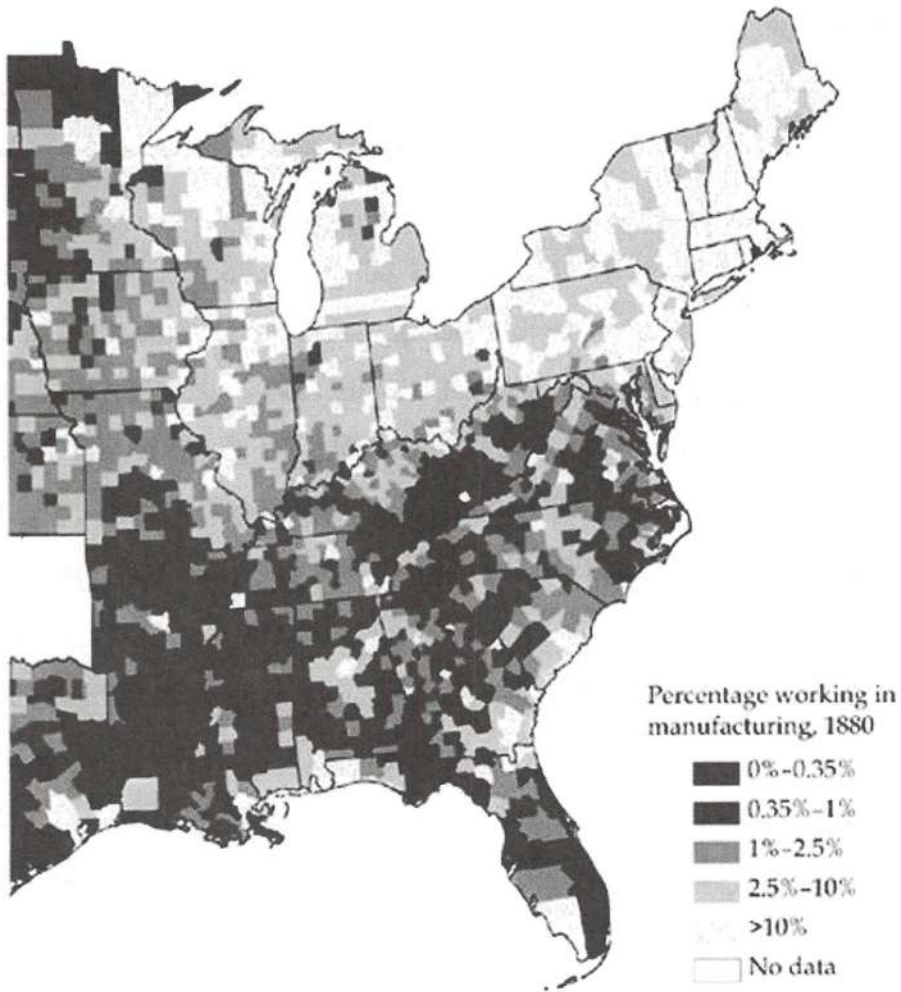 Percentage working in
manufacturing, 1880
0%–0.35%
0.35%–1%
1%–2.5%
2.5%–10%
>10%
No data